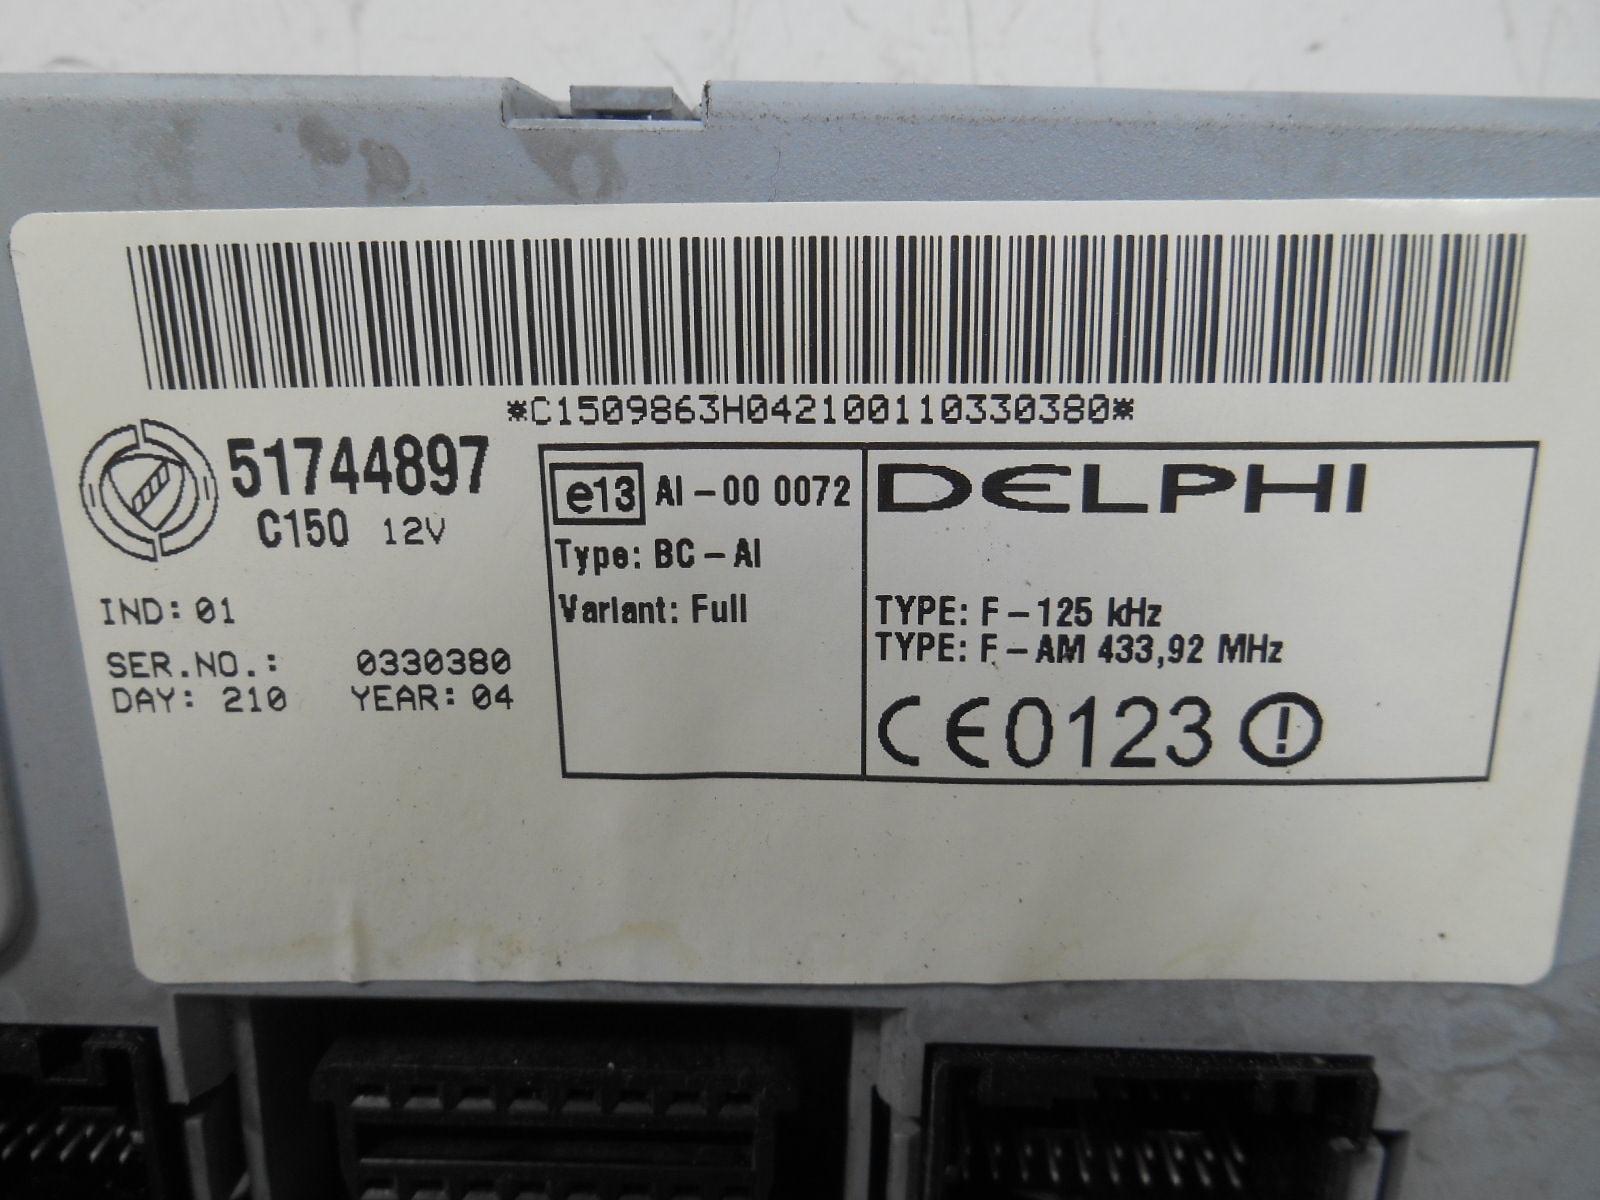 *C1509863H042100110330380*
51744897
C150 12V
IND: 01
SER.NO.: 0330380
DAY: 210 YEAR: 04
e13 AI-00 0072
Type: BC-AI
Variant: Full
DELPHI
TYPE: F-125 kHz
TYPE: F-AM 433,92 MHz
CE0123